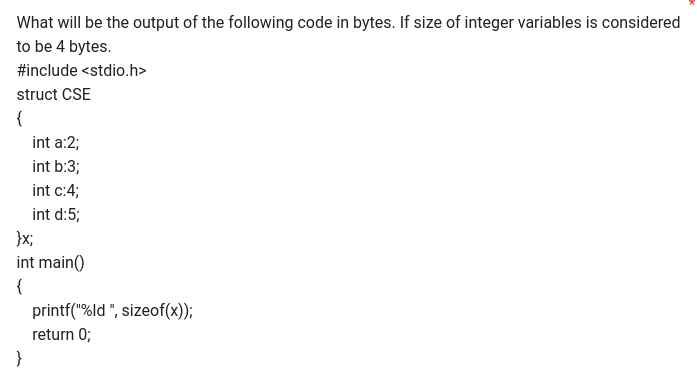 *
What will be the output of the following code in bytes. If size of integer variables is considered
to be 4 bytes.
#include <stdio.h>
struct CSE
{
int a:2;
int b:3;
int c:4;
int d:5;
}x;
int main()
{
printf("%ld ", sizeof(x));
return 0;
}